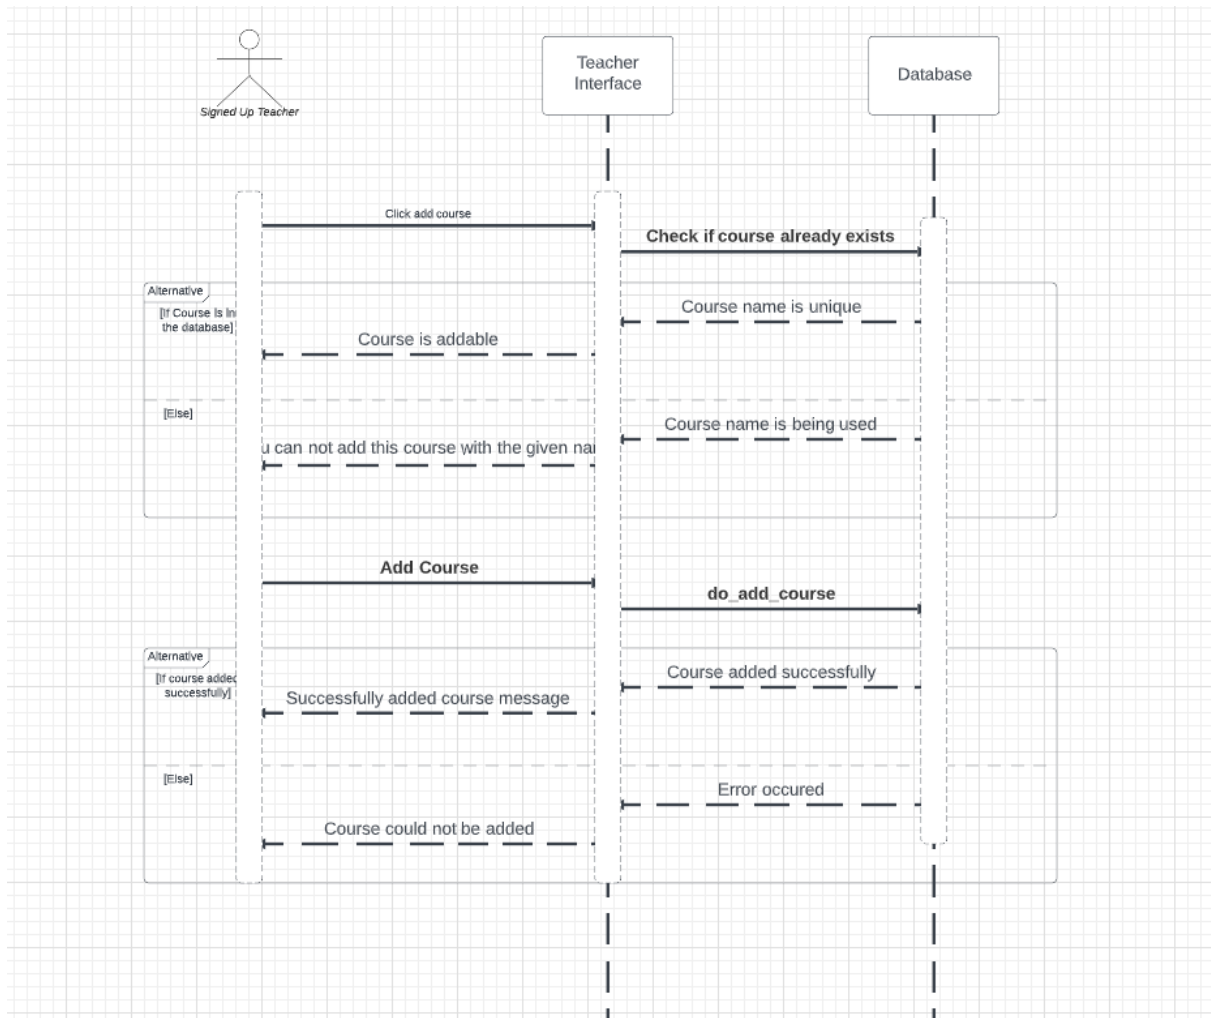 Signed Up Teacher
Teacher
Interface
Database
Click add course
Check if course already exists
Alternative
[If Course Is In
the database]
Course name is unique
Course is addable
[Else]
Course name is being used
u can not add this course with the given nar
Add Course
do_add_course
Alternative
[If course added
successfully]
Course added successfully
Successfully added course message
[Else]
Error occured
Course could not be added